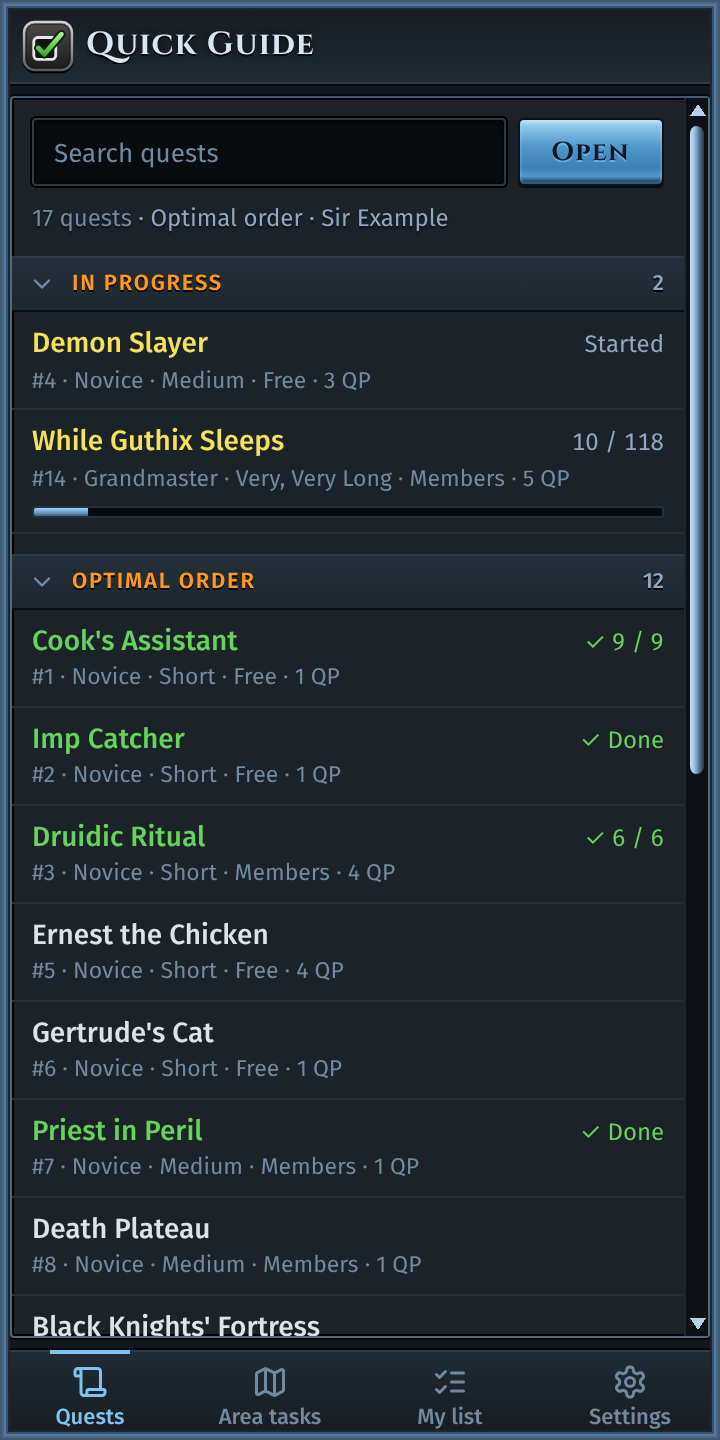 Quick Guide
Search quests
Open
17 quests · Optimal order · Sir Example
IN PROGRESS 2
Demon Slayer Started
#4 · Novice · Medium · Free · 3 QP
While Guthix Sleeps 10 / 118
#14 · Grandmaster · Very, Very Long · Members · 5 QP
OPTIMAL ORDER 12
Cook's Assistant ✓ 9 / 9
#1 · Novice · Short · Free · 1 QP
Imp Catcher ✓ Done
#2 · Novice · Short · Free · 1 QP
Druidic Ritual ✓ 6 / 6
#3 · Novice · Short · Members · 4 QP
Ernest the Chicken
#5 · Novice · Short · Free · 4 QP
Gertrude's Cat
#6 · Novice · Short · Free · 1 QP
Priest in Peril ✓ Done
#7 · Novice · Medium · Members · 1 QP
Death Plateau
#8 · Novice · Medium · Members · 1 QP
Black Knights' Fortress
Quests Area tasks My list Settings